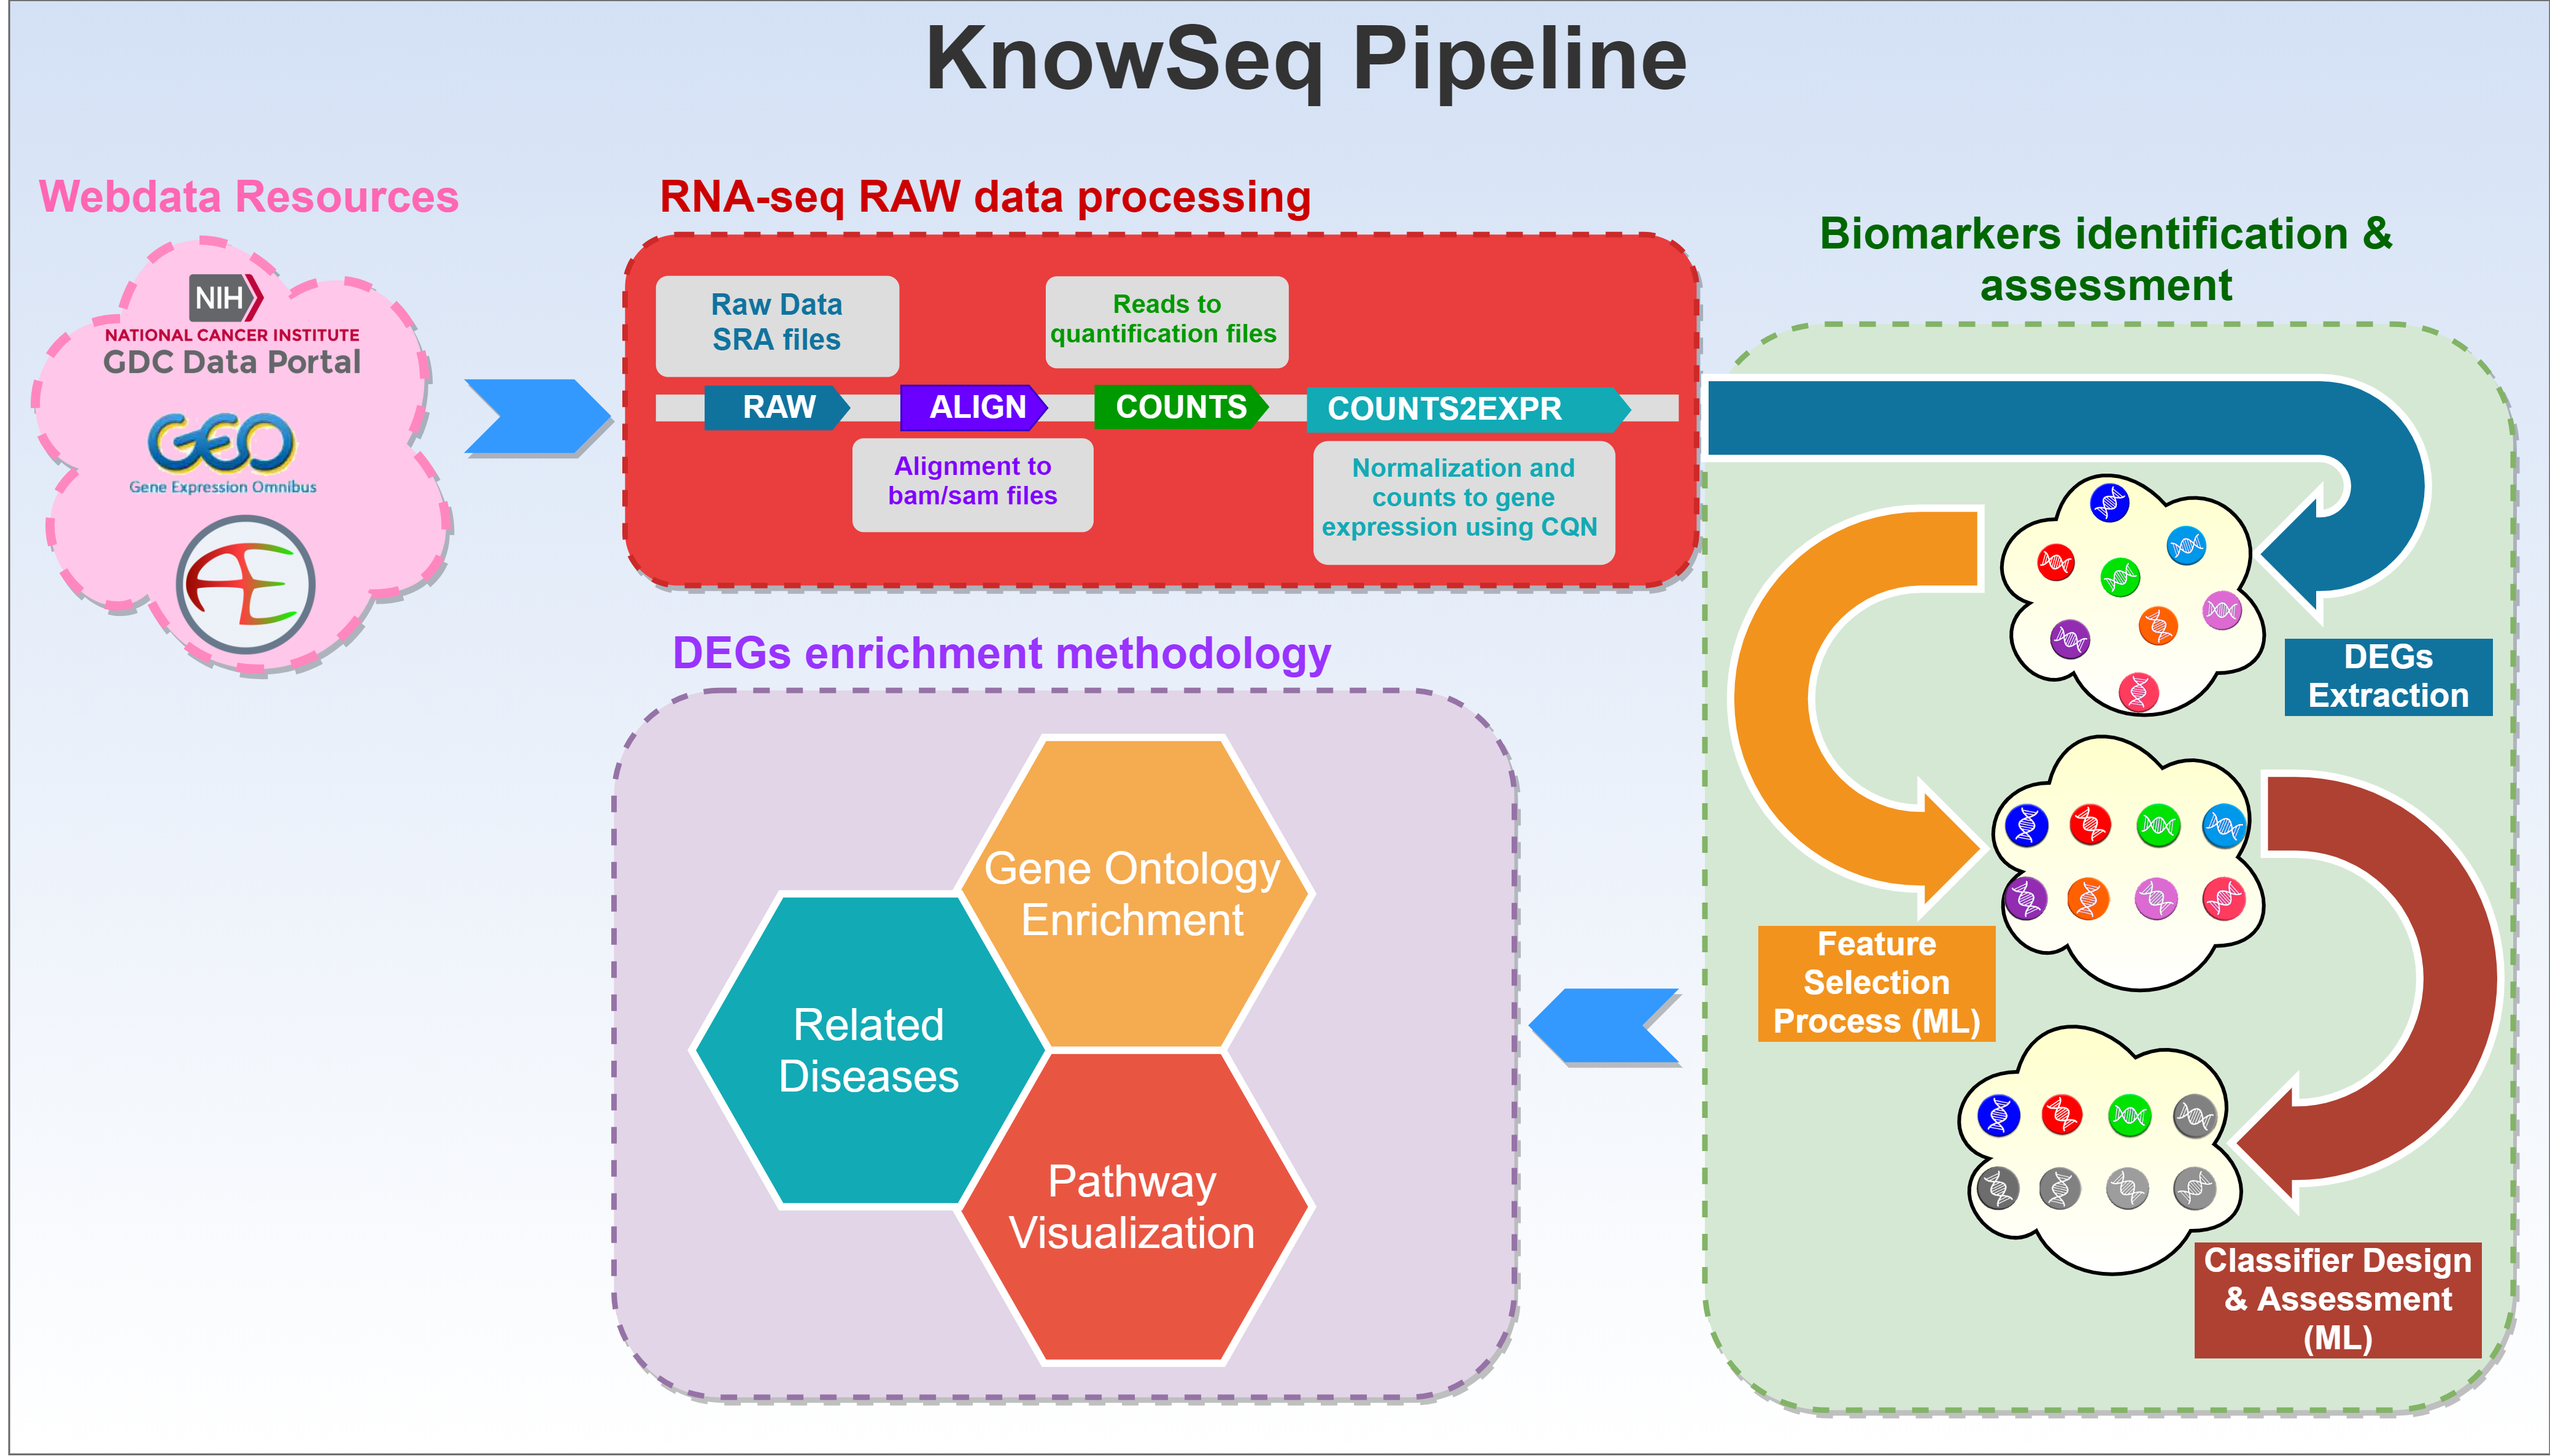 KnowSeq Pipeline
Webdata Resources
NIH
NATIONAL CANCER INSTITUTE
GDC Data Portal
GEO
Gene Expression Omnibus
AE
RNA-seq RAW data processing
Raw Data
SRA files
Reads to
quantification files
RAW
ALIGN
COUNTS
COUNTS2EXPR
Alignment to
bam/sam files
Normalization and
counts to gene
expression using CQN
Biomarkers identification &
assessment
DEGs
Extraction
Feature
Selection
Process (ML)
Classifier Design
& Assessment
(ML)
DEGs enrichment methodology
Gene Ontology
Enrichment
Related
Diseases
Pathway
Visualization